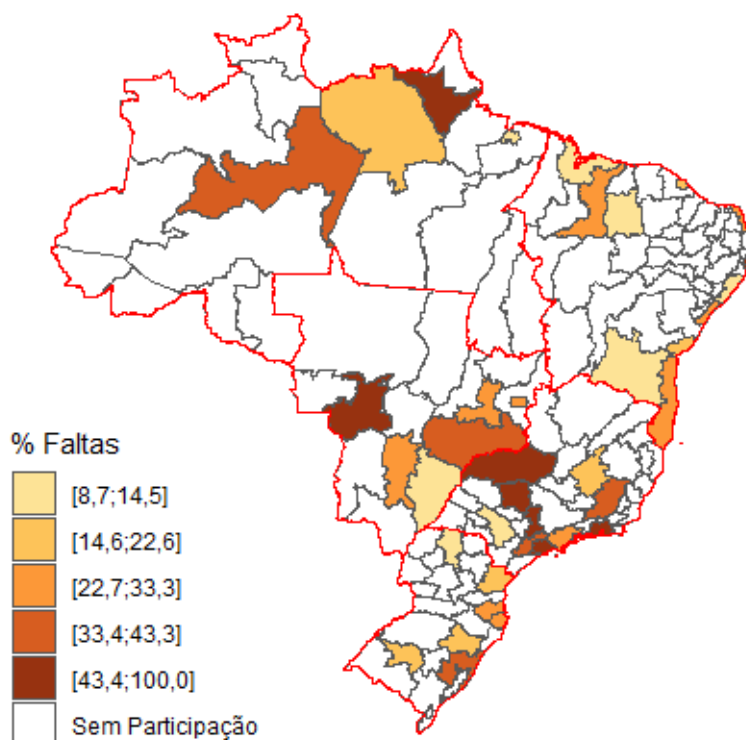 % Faltas
[8,7;14,5]
[14,6;22,6]
[22,7;33,3]
[33,4;43,3]
[43,4;100,0]
Sem Participação